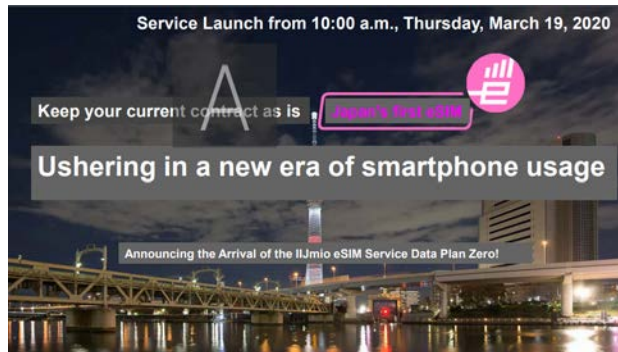 Service Launch from 10:00 a.m., Thursday, March 19, 2020
A
Keep your current contract as is
Japan's first eSIM
Ushering in a new era of smartphone usage
Announcing the Arrival of the IIJmio eSIM Service Data Plan Zero!